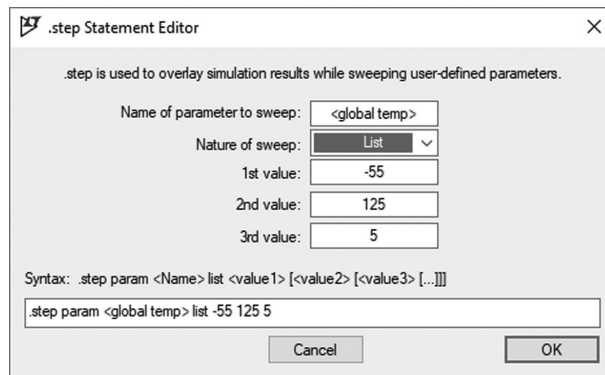 .step Statement Editor
.step is used to overlay simulation results while sweeping user-defined parameters.
Name of parameter to sweep: <global temp>
Nature of sweep: List
1st value: -55
2nd value: 125
3rd value: 5
Syntax: .step param <Name> list <value1> [<value2> [<value3> [...]]]
.step param <global temp> list -55 125 5
Cancel OK